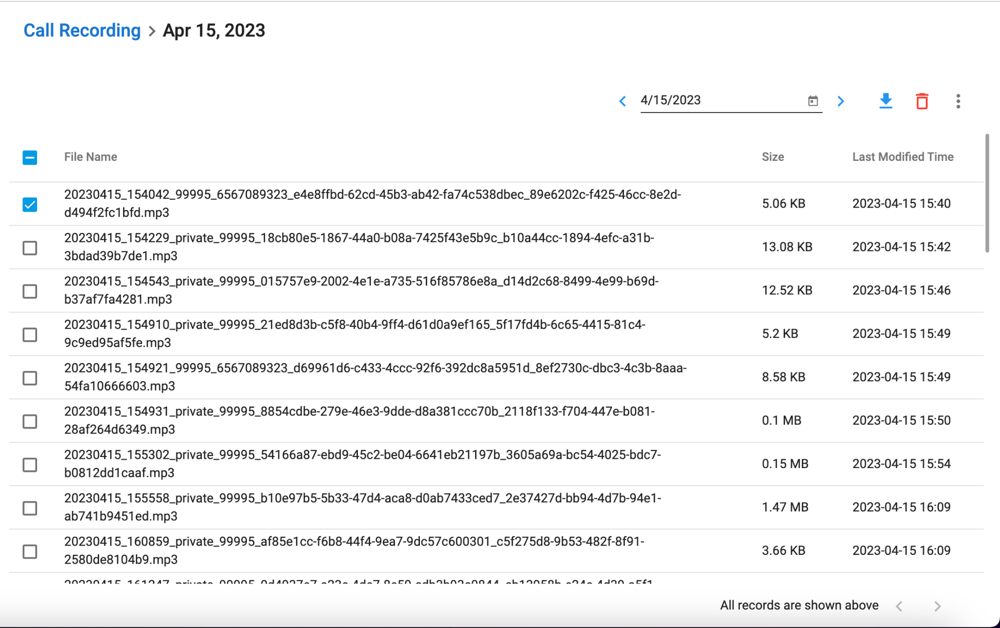 Call Recording > Apr 15, 2023
4/15/2023
File Name Size Last Modified Time
20230415_154042_99995_6567089323_e4e8ffbd-62cd-45b3-ab42-fa74c538dbec_89e6202c-f425-46cc-8e2d-
d494f2fc1bfd.mp3
5.06 KB 2023-04-15 15:40
20230415_154229_private_99995_18cb80e5-1867-44a0-b08a-7425f43e5b9c_b10a44cc-1894-4efc-a31b-
3bdad39b7de1.mp3
13.08 KB 2023-04-15 15:42
20230415_154543_private_99995_015757e9-2002-4e1e-a735-516f85786e8a_d14d2c68-8499-4e99-b69d-
b37af7fa4281.mp3
12.52 KB 2023-04-15 15:46
20230415_154910_private_99995_21ed8d3b-c5f8-40b4-9ff4-d61d0a9ef165_5f17fd4b-6c65-4415-81c4-
9c9ed95af5fe.mp3
5.2 KB 2023-04-15 15:49
20230415_154921_99995_6567089323_d69961d6-c433-4ccc-92f6-392dc8a5951d_8ef2730c-dbc3-4c3b-8aaa-
54fa10666603.mp3
8.58 KB 2023-04-15 15:49
20230415_154931_private_99995_8854cdbe-279e-46e3-9dde-d8a381ccc70b_2118f133-f704-447e-b081-
28af264d6349.mp3
0.1 MB 2023-04-15 15:50
20230415_155302_private_99995_54166a87-ebd9-45c2-be04-6641eb21197b_3605a69a-bc54-4025-bdc7-
b0812dd1caaf.mp3
0.15 MB 2023-04-15 15:54
20230415_155558_private_99995_b10e97b5-5b33-47d4-aca8-d0ab7433ced7_2e37427d-bb94-4d7b-94e1-
ab741b9451ed.mp3
1.47 MB 2023-04-15 16:09
20230415_160859_private_99995_af85e1cc-f6b8-44f4-9ea7-9dc57c600301_c5f275d8-9b53-482f-8f91-
2580de8104b9.mp3
3.66 KB 2023-04-15 16:09
All records are shown above